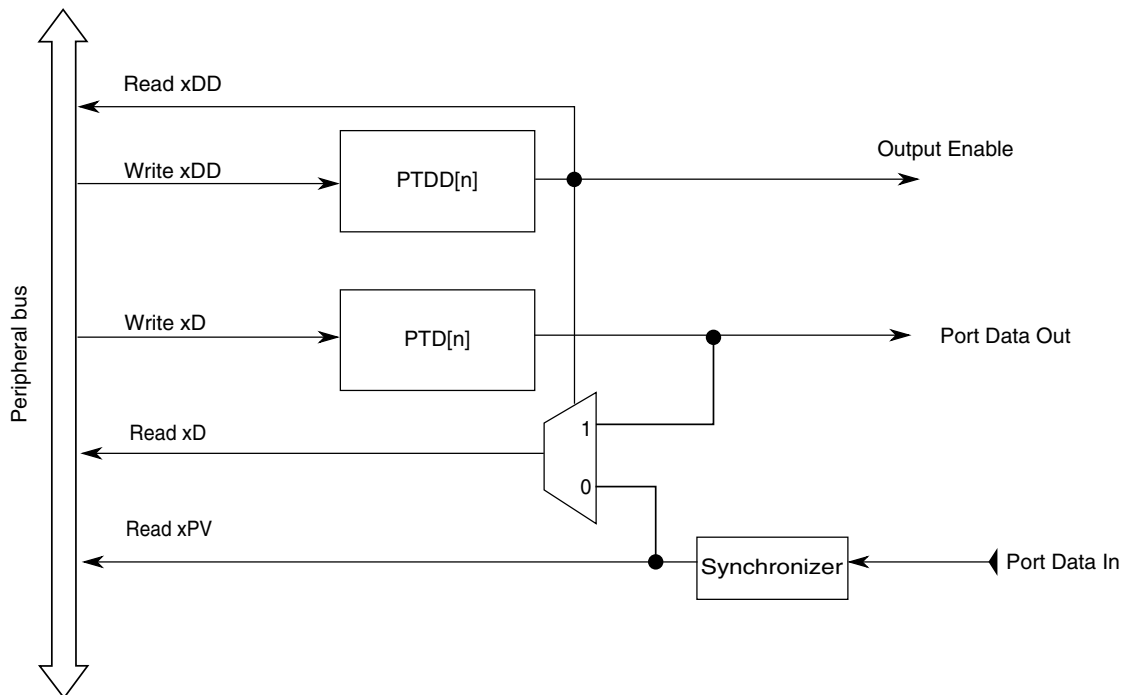 Read xDD
Output Enable
Write xDD
PTDD[n]
Peripheral bus
Write xD
PTD[n]
Port Data Out
1
Read xD
0
Read xPV
Synchronizer
Port Data In